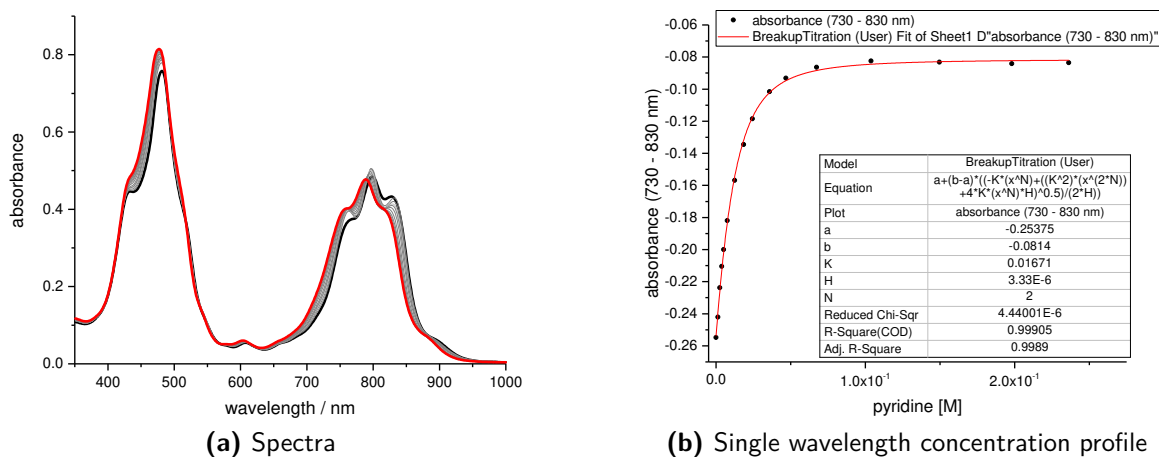 0.8
0.6
0.4
0.2
0.0
absorbance
400
500
600
700
800
900
1000
wavelength / nm
(a) Spectra
-0.06
-0.08
-0.10
-0.12
-0.14
-0.16
-0.18
-0.20
-0.22
-0.24
-0.26
absorbance (730 - 830 nm)
absorbance (730 - 830 nm)
BreakupTitration (User) Fit of Sheet1 D"absorbance (730 - 830 nm)"
Model BreakupTitration (User)
Equation a+(b-a)*((-K*(x^N)+((K^2)*(x^(2*N))
+4*K*(x^N)*H)^0.5)/(2*H))
Plot absorbance (730 - 830 nm)
a -0.25375
b -0.0814
K 0.01671
H 3.33E-6
N 2
Reduced Chi-Sqr 4.44001E-6
R-Square(COD) 0.99905
Adj. R-Square 0.9989
0.0
1.0x10⁻¹
2.0x10⁻¹
pyridine [M]
(b) Single wavelength concentration profile